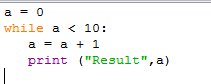 a = 0
while a < 10:
   a = a + 1
   print ("Result",a)